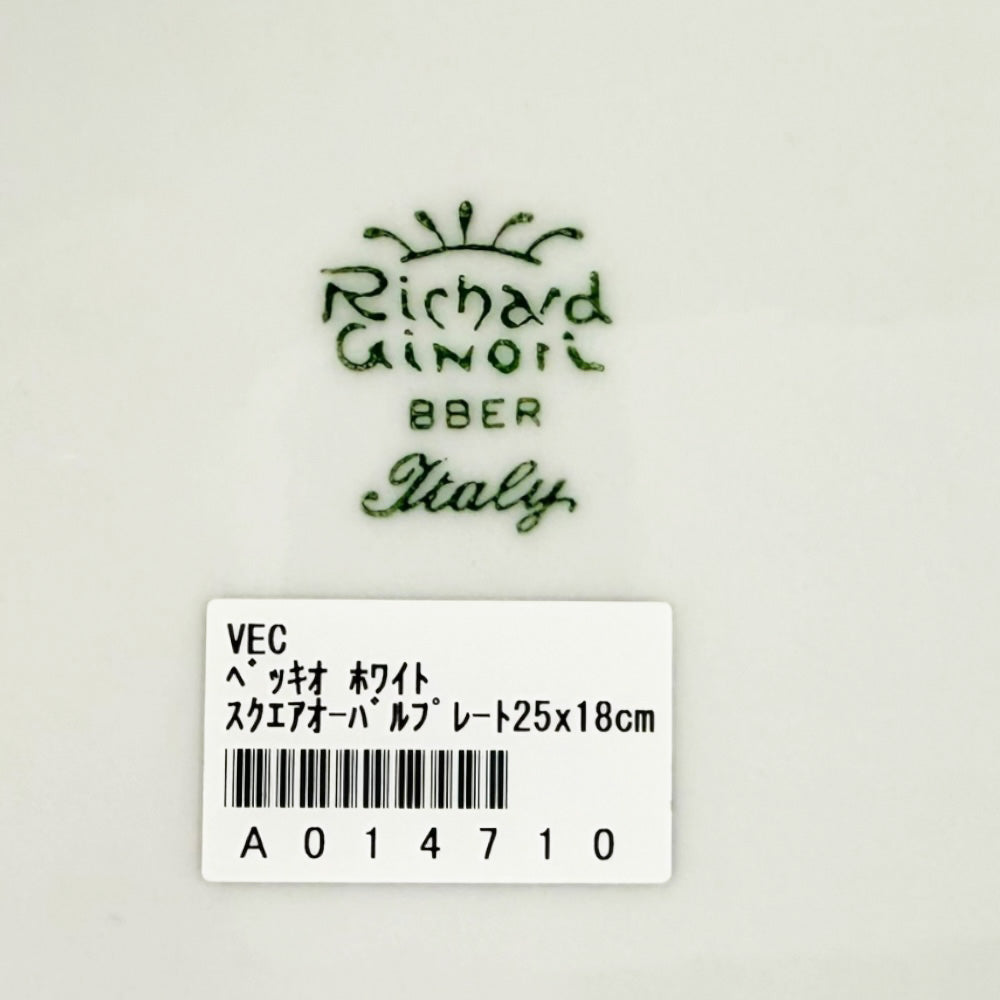 Richard
Ginori
88ER
Italy
VEC
ﾍﾞｯｷｵ ﾎﾜｲﾄ
ｽｸｴｱｵｰﾊﾞﾙﾌﾟﾚｰﾄ25x18cm
A014710